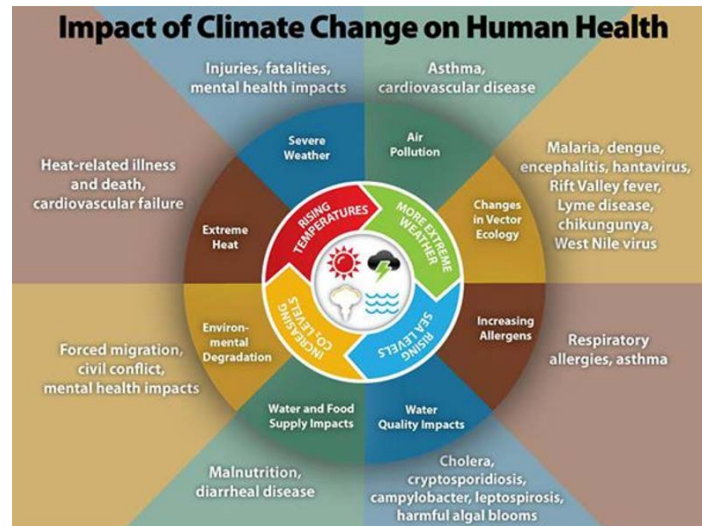 Impact of Climate Change on Human Health
Injuries, fatalities,
mental health impacts
Asthma,
cardiovascular disease
Severe
Weather
Air
Pollution
Heat-related illness
and death,
cardiovascular failure
Malaria, dengue,
encephalitis, hantavirus,
Rift Valley fever,
Lyme disease,
chikungunya,
West Nile virus
Extreme
Heat
Changes
in Vector
Ecology
RISING
TEMPERATURES
MORE EXTREME
WEATHER
INCREASING
CO₂ LEVELS
RISING
SEA LEVELS
Environ-
mental
Degradation
Increasing
Allergens
Forced migration,
civil conflict,
mental health impacts
Respiratory
allergies, asthma
Water and Food
Supply Impacts
Water
Quality Impacts
Malnutrition,
diarrheal disease
Cholera,
cryptosporidiosis,
campylobacter, leptospirosis,
harmful algal blooms